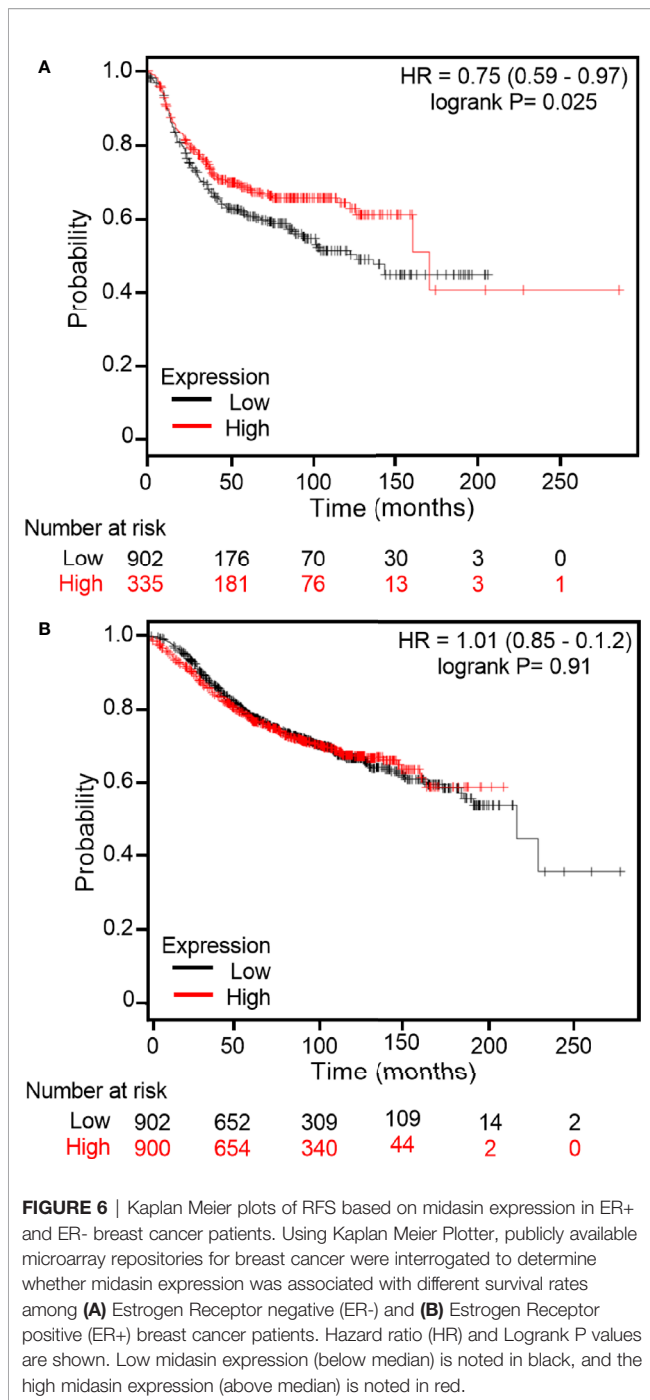 A
HR = 0.75 (0.59 - 0.97)
logrank P= 0.025
1.0
0.8
0.6
0.4
0.2
0
Probability
Expression
Low
High
0 50 100 150 200 250
Time (months)
Number at risk
Low 902 176 70 30 3 0
High 335 181 76 13 3 1
B
HR = 1.01 (0.85 - 0.1.2)
logrank P= 0.91
1.0
0.8
0.6
0.4
0.2
0
Probability
Expression
Low
High
0 50 100 150 200 250
Time (months)
Number at risk
Low 902 652 309 109 14 2
High 900 654 340 44 2 0
FIGURE 6 | Kaplan Meier plots of RFS based on midasin expression in ER+
and ER- breast cancer patients. Using Kaplan Meier Plotter, publicly available
microarray repositories for breast cancer were interrogated to determine
whether midasin expression was associated with different survival rates
among (A) Estrogen Receptor negative (ER-) and (B) Estrogen Receptor
positive (ER+) breast cancer patients. Hazard ratio (HR) and Logrank P values
are shown. Low midasin expression (below median) is noted in black, and the
high midasin expression (above median) is noted in red.